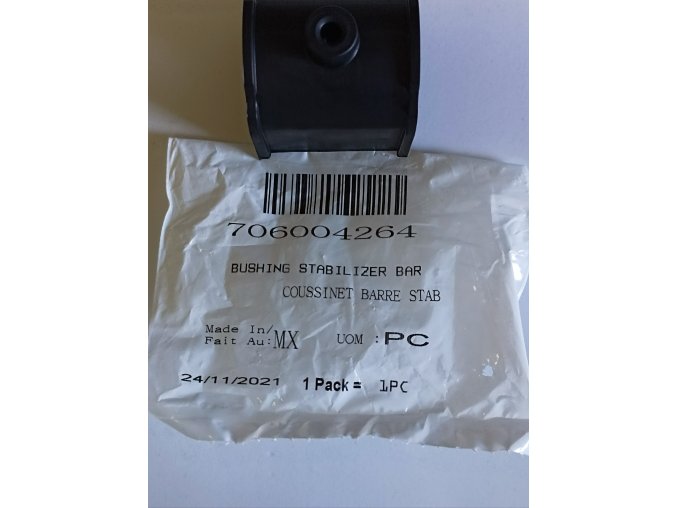 706004264
BUSHING STABILIZER BAR
COUSSINET BARRE STAB
Made In/
Fait Au: MX UOM : PC
24/11/2021 1 Pack = 1PC